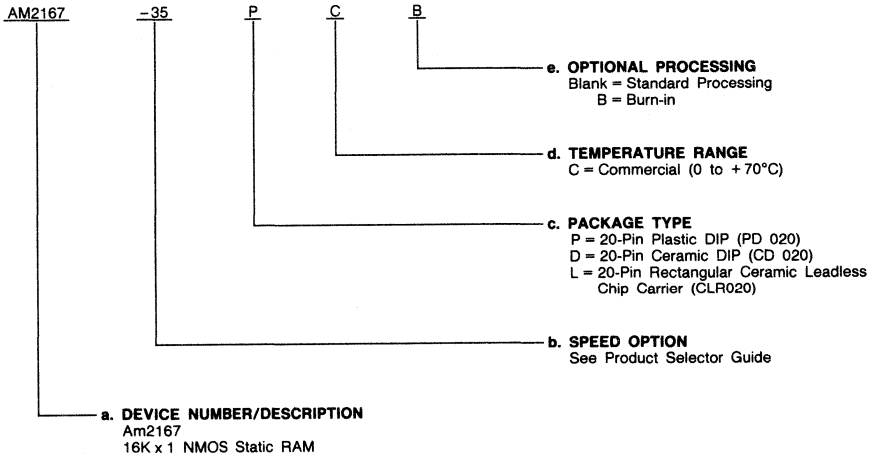 AM2167 -35 P C B
e. OPTIONAL PROCESSING
Blank = Standard Processing
B = Burn-in
d. TEMPERATURE RANGE
C = Commercial (0 to +70°C)
c. PACKAGE TYPE
P = 20-Pin Plastic DIP (PD 020)
D = 20-Pin Ceramic DIP (CD 020)
L = 20-Pin Rectangular Ceramic Leadless
Chip Carrier (CLR020)
b. SPEED OPTION
See Product Selector Guide
a. DEVICE NUMBER/DESCRIPTION
Am2167
16K x 1 NMOS Static RAM